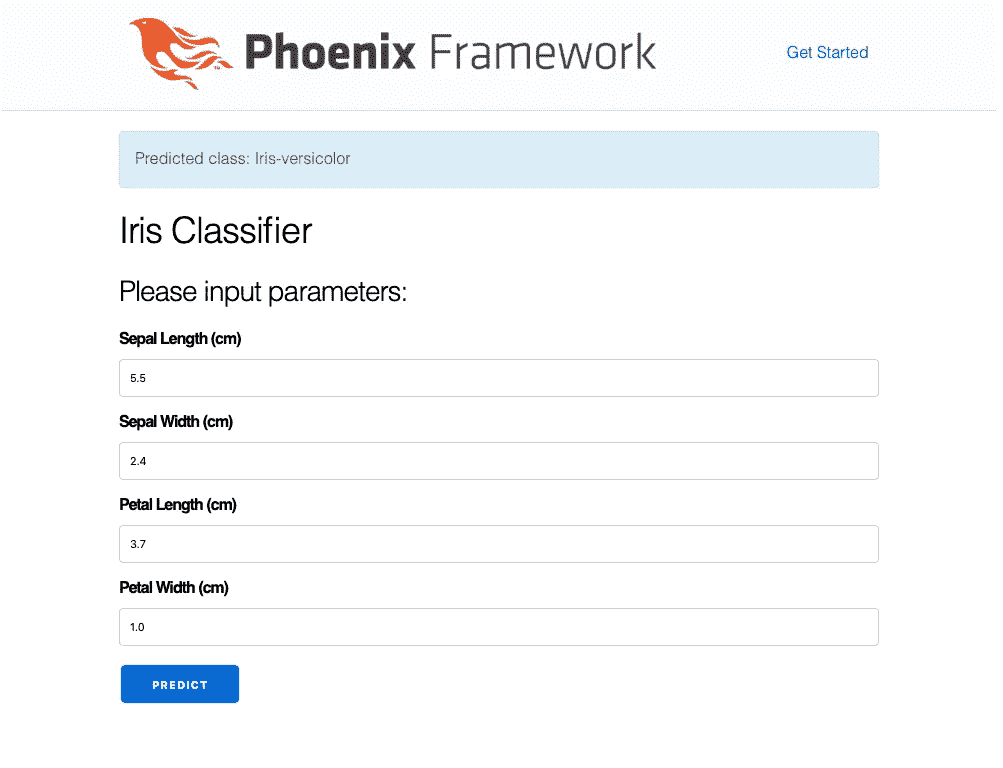 Phoenix Framework
Get Started
Predicted class: Iris-versicolor
Iris Classifier
Please input parameters:
Sepal Length (cm)
5.5
Sepal Width (cm)
2.4
Petal Length (cm)
3.7
Petal Width (cm)
1.0
PREDICT